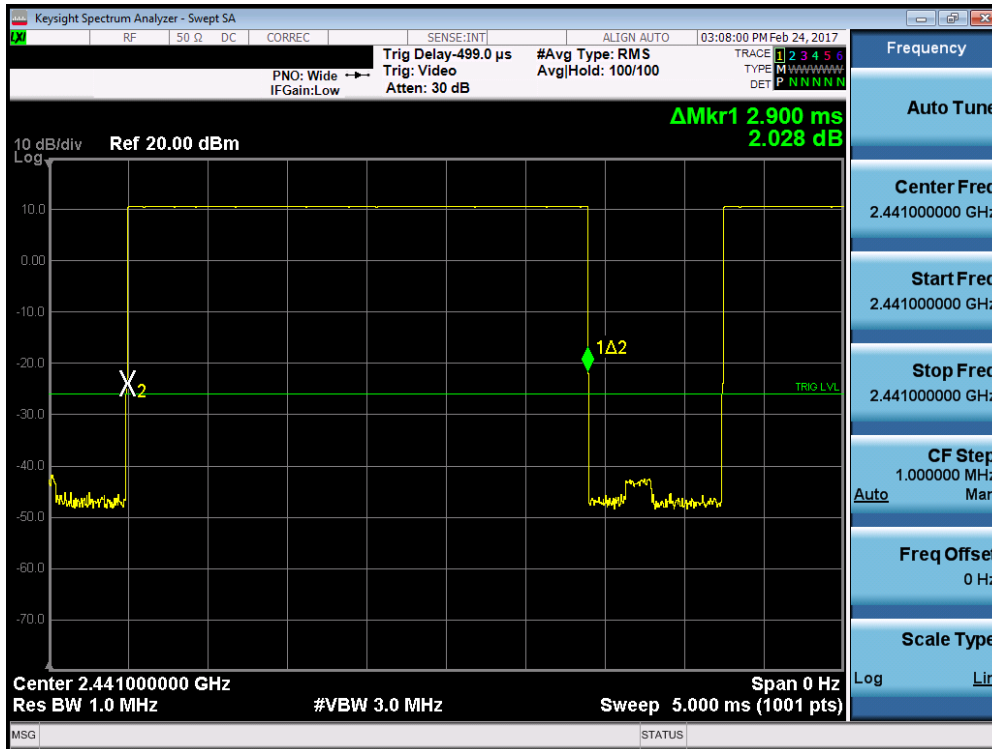 Keysight Spectrum Analyzer - Swept SA
LXI RF 50 Ω DC CORREC SENSE:INT ALIGN AUTO 03:08:00 PM Feb 24, 2017
Frequency
Trig Delay-499.0 µs #Avg Type: RMS TRACE 1 2 3 4 5 6
PNO: Wide Trig: Video Avg|Hold: 100/100 TYPE M WWWWW
IFGain:Low Atten: 30 dB DET P N N N N N
Auto Tune
ΔMkr1 2.900 ms
2.028 dB
10 dB/div Ref 20.00 dBm
Log
Center Freq
2.441000000 GHz
10.0
0.00
Start Freq
2.441000000 GHz
-10.0
1Δ2
-20.0
2
Stop Freq
2.441000000 GHz
TRIG LVL
-30.0
-40.0
CF Step
1.000000 MHz
Auto Man
-50.0
Freq Offset
0 Hz
-60.0
-70.0
Scale Type
Log Lin
Center 2.441000000 GHz Span 0 Hz
Res BW 1.0 MHz #VBW 3.0 MHz Sweep 5.000 ms (1001 pts)
MSG STATUS